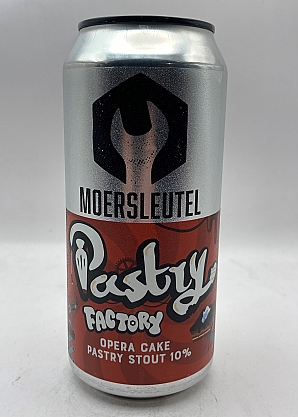 MOERSLEUTEL
Pastry
FACTORY
OPERA CAKE
PASTRY STOUT 10%